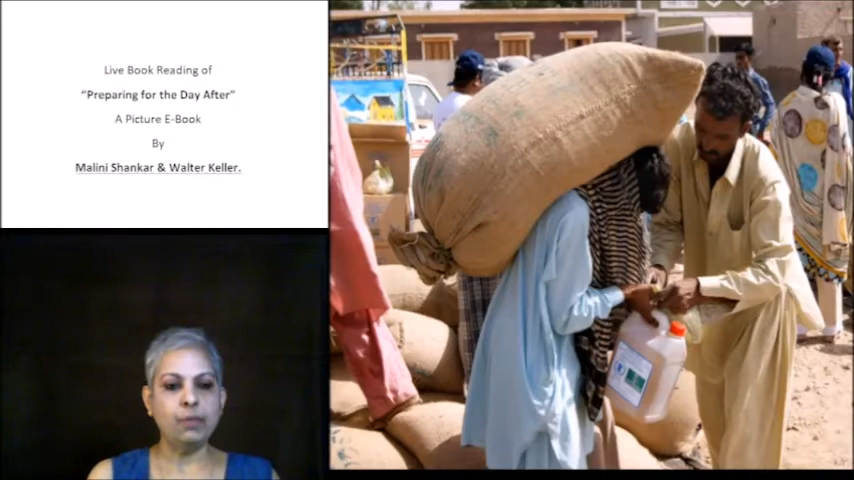 Live Book Reading of
“Preparing for the Day After”
A Picture E-Book
By
Malini Shankar & Walter Keller.